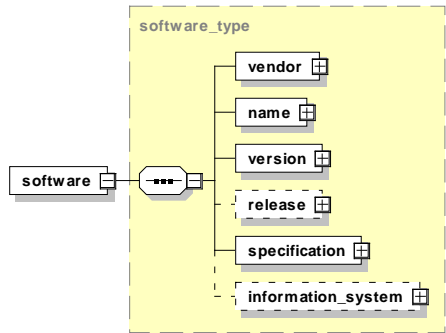 software_type
vendor
name
version
software
release
specification
information_system